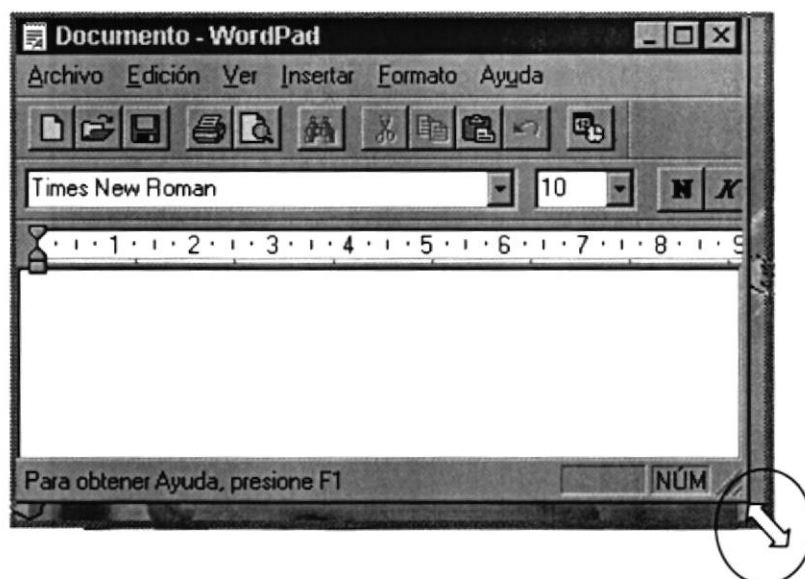 Documento - WordPad
Archivo Edición Ver Insertar Formato Ayuda
Times New Roman 10 N K
1 2 3 4 5 6 7 8 9
Para obtener Ayuda, presione F1 NÚM